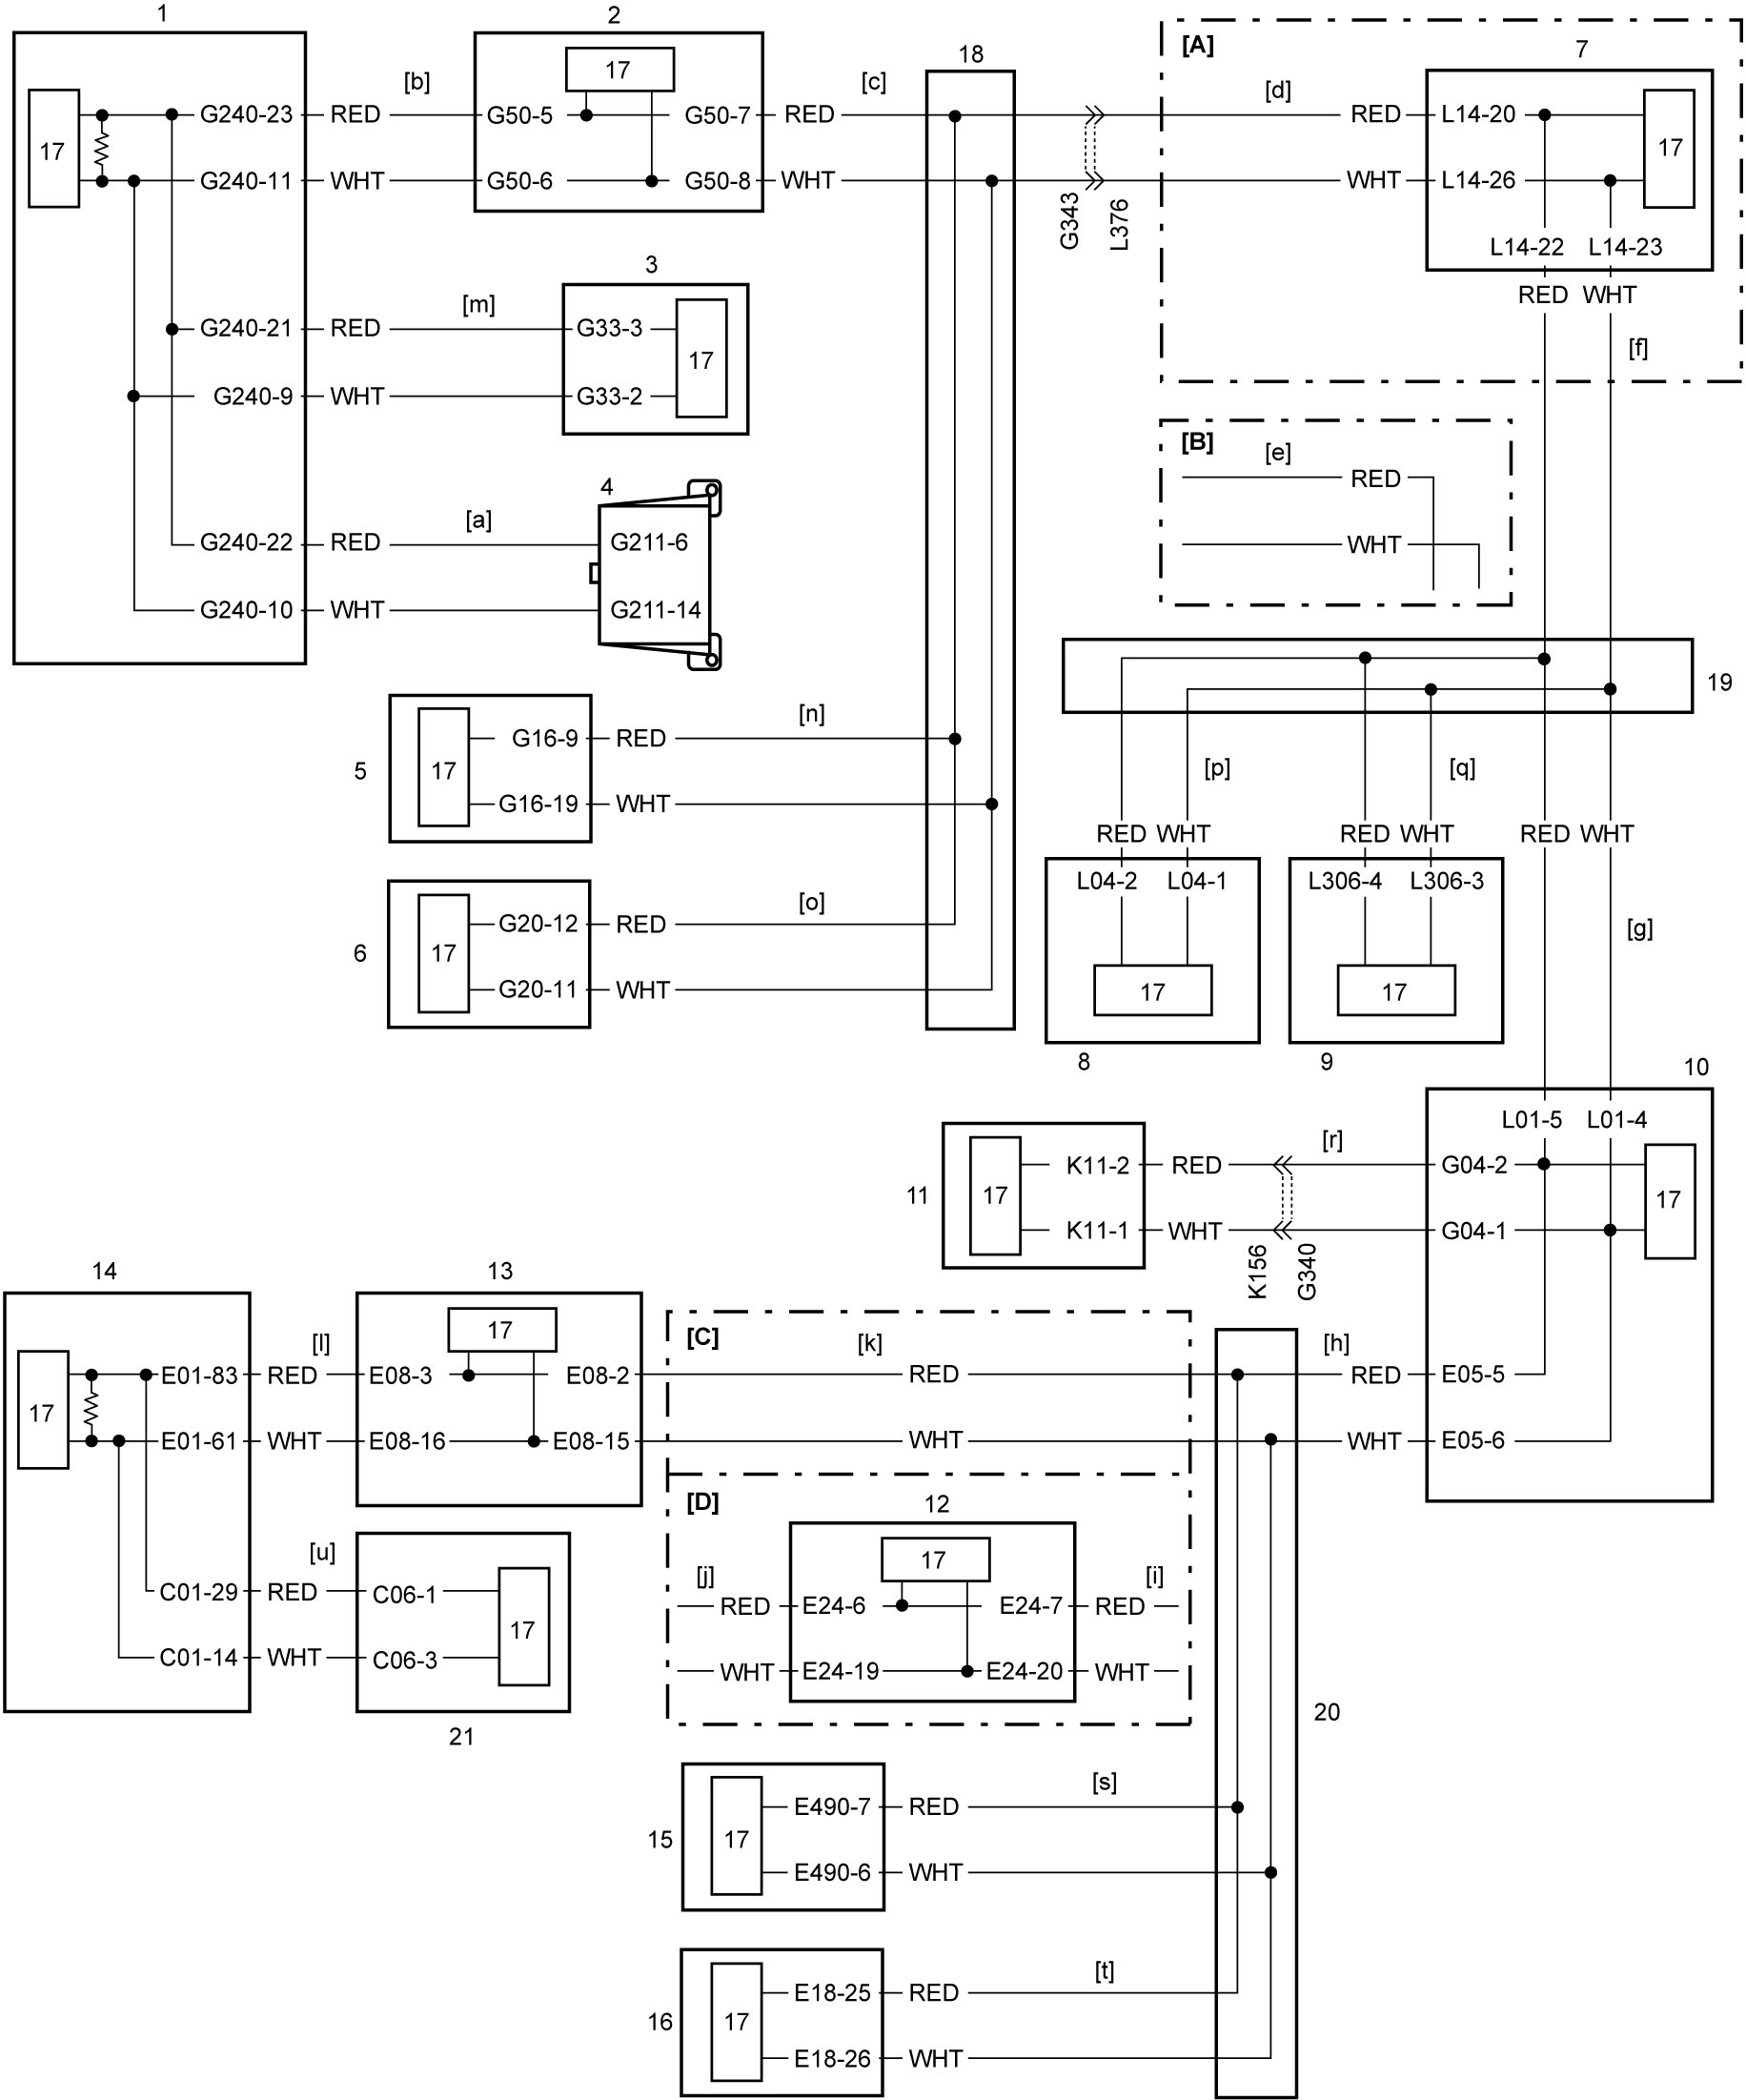 1
2
18
[A]
7
[b]
17
[c]
[d]
17
G240-23 RED G50-5 G50-7 RED RED L14-20
17
G240-11 WHT G50-6 G50-8 WHT WHT L14-26
G343
L376
L14-22 L14-23
RED WHT
3
[m]
G240-21 RED G33-3
17
G240-9 WHT G33-2
[f]
[B]
[e]
RED
WHT
4
[a]
G240-22 RED G211-6
G240-10 WHT G211-14
19
5
17
[n]
G16-9 RED
G16-19 WHT
[p]
[q]
RED WHT RED WHT RED WHT
L04-2 L04-1 L306-4 L306-3
17
17
8
9
6
17
[o]
G20-12 RED
G20-11 WHT
[g]
10
L01-5 L01-4
11
17
[r]
K11-2 RED G04-2
17
K11-1 WHT G04-1
K156
G340
14
13
[C]
[k]
[h]
17
[l]
17
E01-83 RED E08-3 E08-2 RED RED E05-5
E01-61 WHT E08-16 E08-15 WHT WHT E05-6
[D]
12
17
[u]
[j]
[i]
C01-29 RED C06-1
17
C01-14 WHT C06-3
RED E24-6 E24-7 RED
WHT E24-19 E24-20 WHT
21
20
15
17
[s]
E490-7 RED
E490-6 WHT
16
17
[t]
E18-25 RED
E18-26 WHT